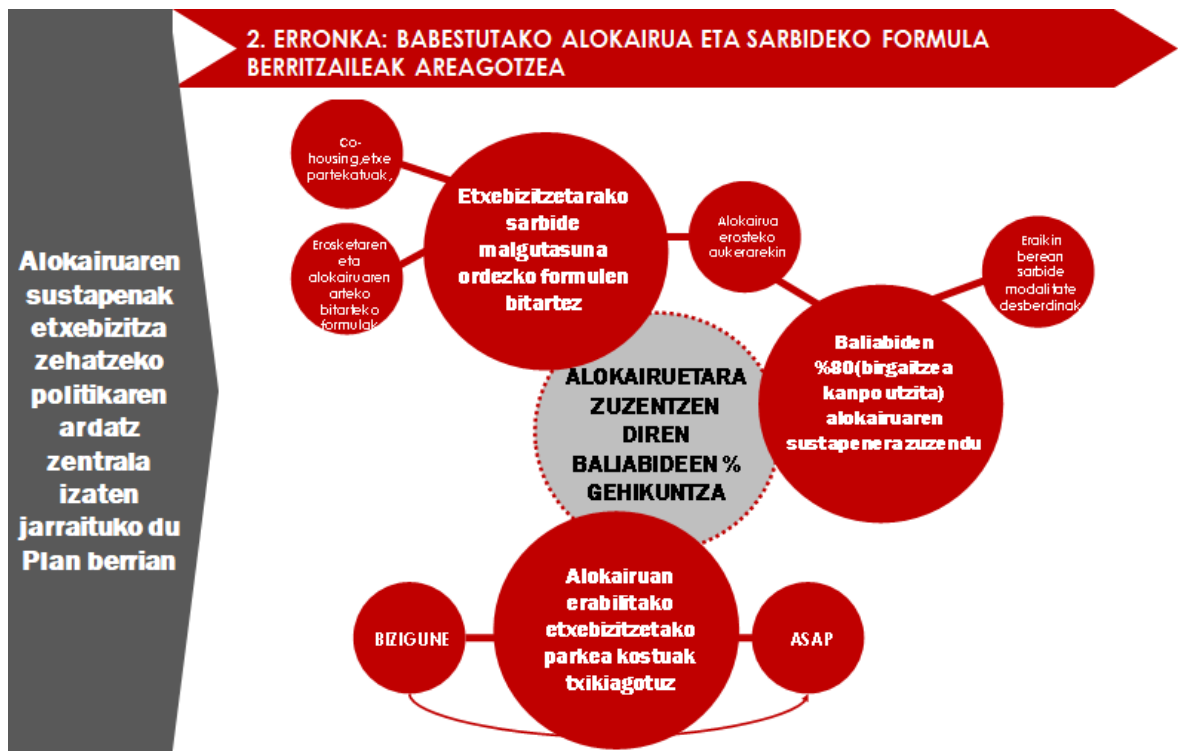 2. ERRONKA: BABESTUTAKO ALOKAIRUA ETA SARBIDEKO FORMULA
BERRITZAILEAK AREAGOTZEA
Alokairuaren
sustapenak
etxebizitza
zehatzeko
politikaren
ardatz
zentrala
izaten
jarraituko du
Plan berrian
Co-
housing,etxe
partekatuak,
Erosketaren
eta
alokairuaren
arteko
bitarteko
formulak
Etxebizitzetarako
sarbide
malgutasuna
ordezko formulen
bitartez
Alokairua
erosteko
aukerarekin
Eraikin
berean
sarbide
modalitate
desberdinak
Baliabiden
%80(birgaitzea
kanpo utzita)
alokairuaren
sustapenera zuzendu
ALOKAIRUETARA
ZUZENTZEN
DIREN
BALIABIDEEN %
GEHIKUNTZA
Alokairuan
erabilitako
etxebizitzetako
parkea kostuak
txikiagotuz
BIZIGUNE
ASAP